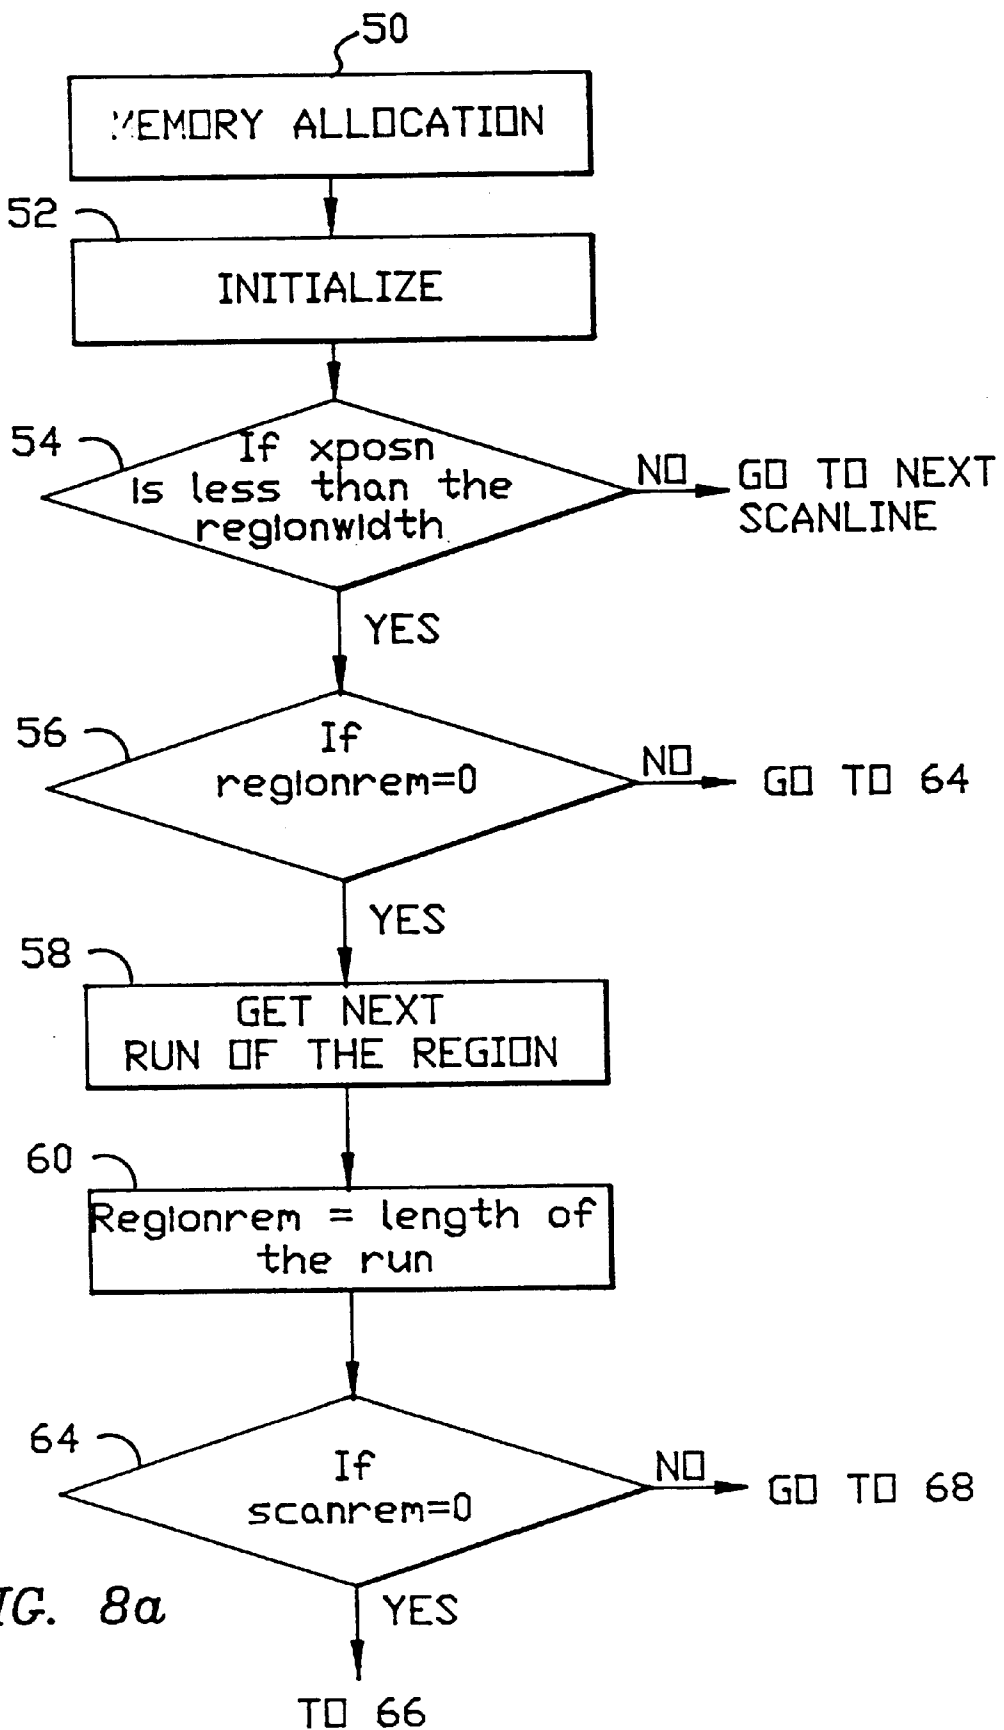 50
MEMORY ALLOCATION
52
INITIALIZE
54
If xposn
is less than the
regionwidth
NO
GO TO NEXT
SCANLINE
YES
56
If
regionrem=0
NO
GO TO 64
YES
58
GET NEXT
RUN OF THE REGION
60
Regionrem = length of
the run
64
If
scanrem=0
NO
GO TO 68
IG. 8a
YES
TO 66